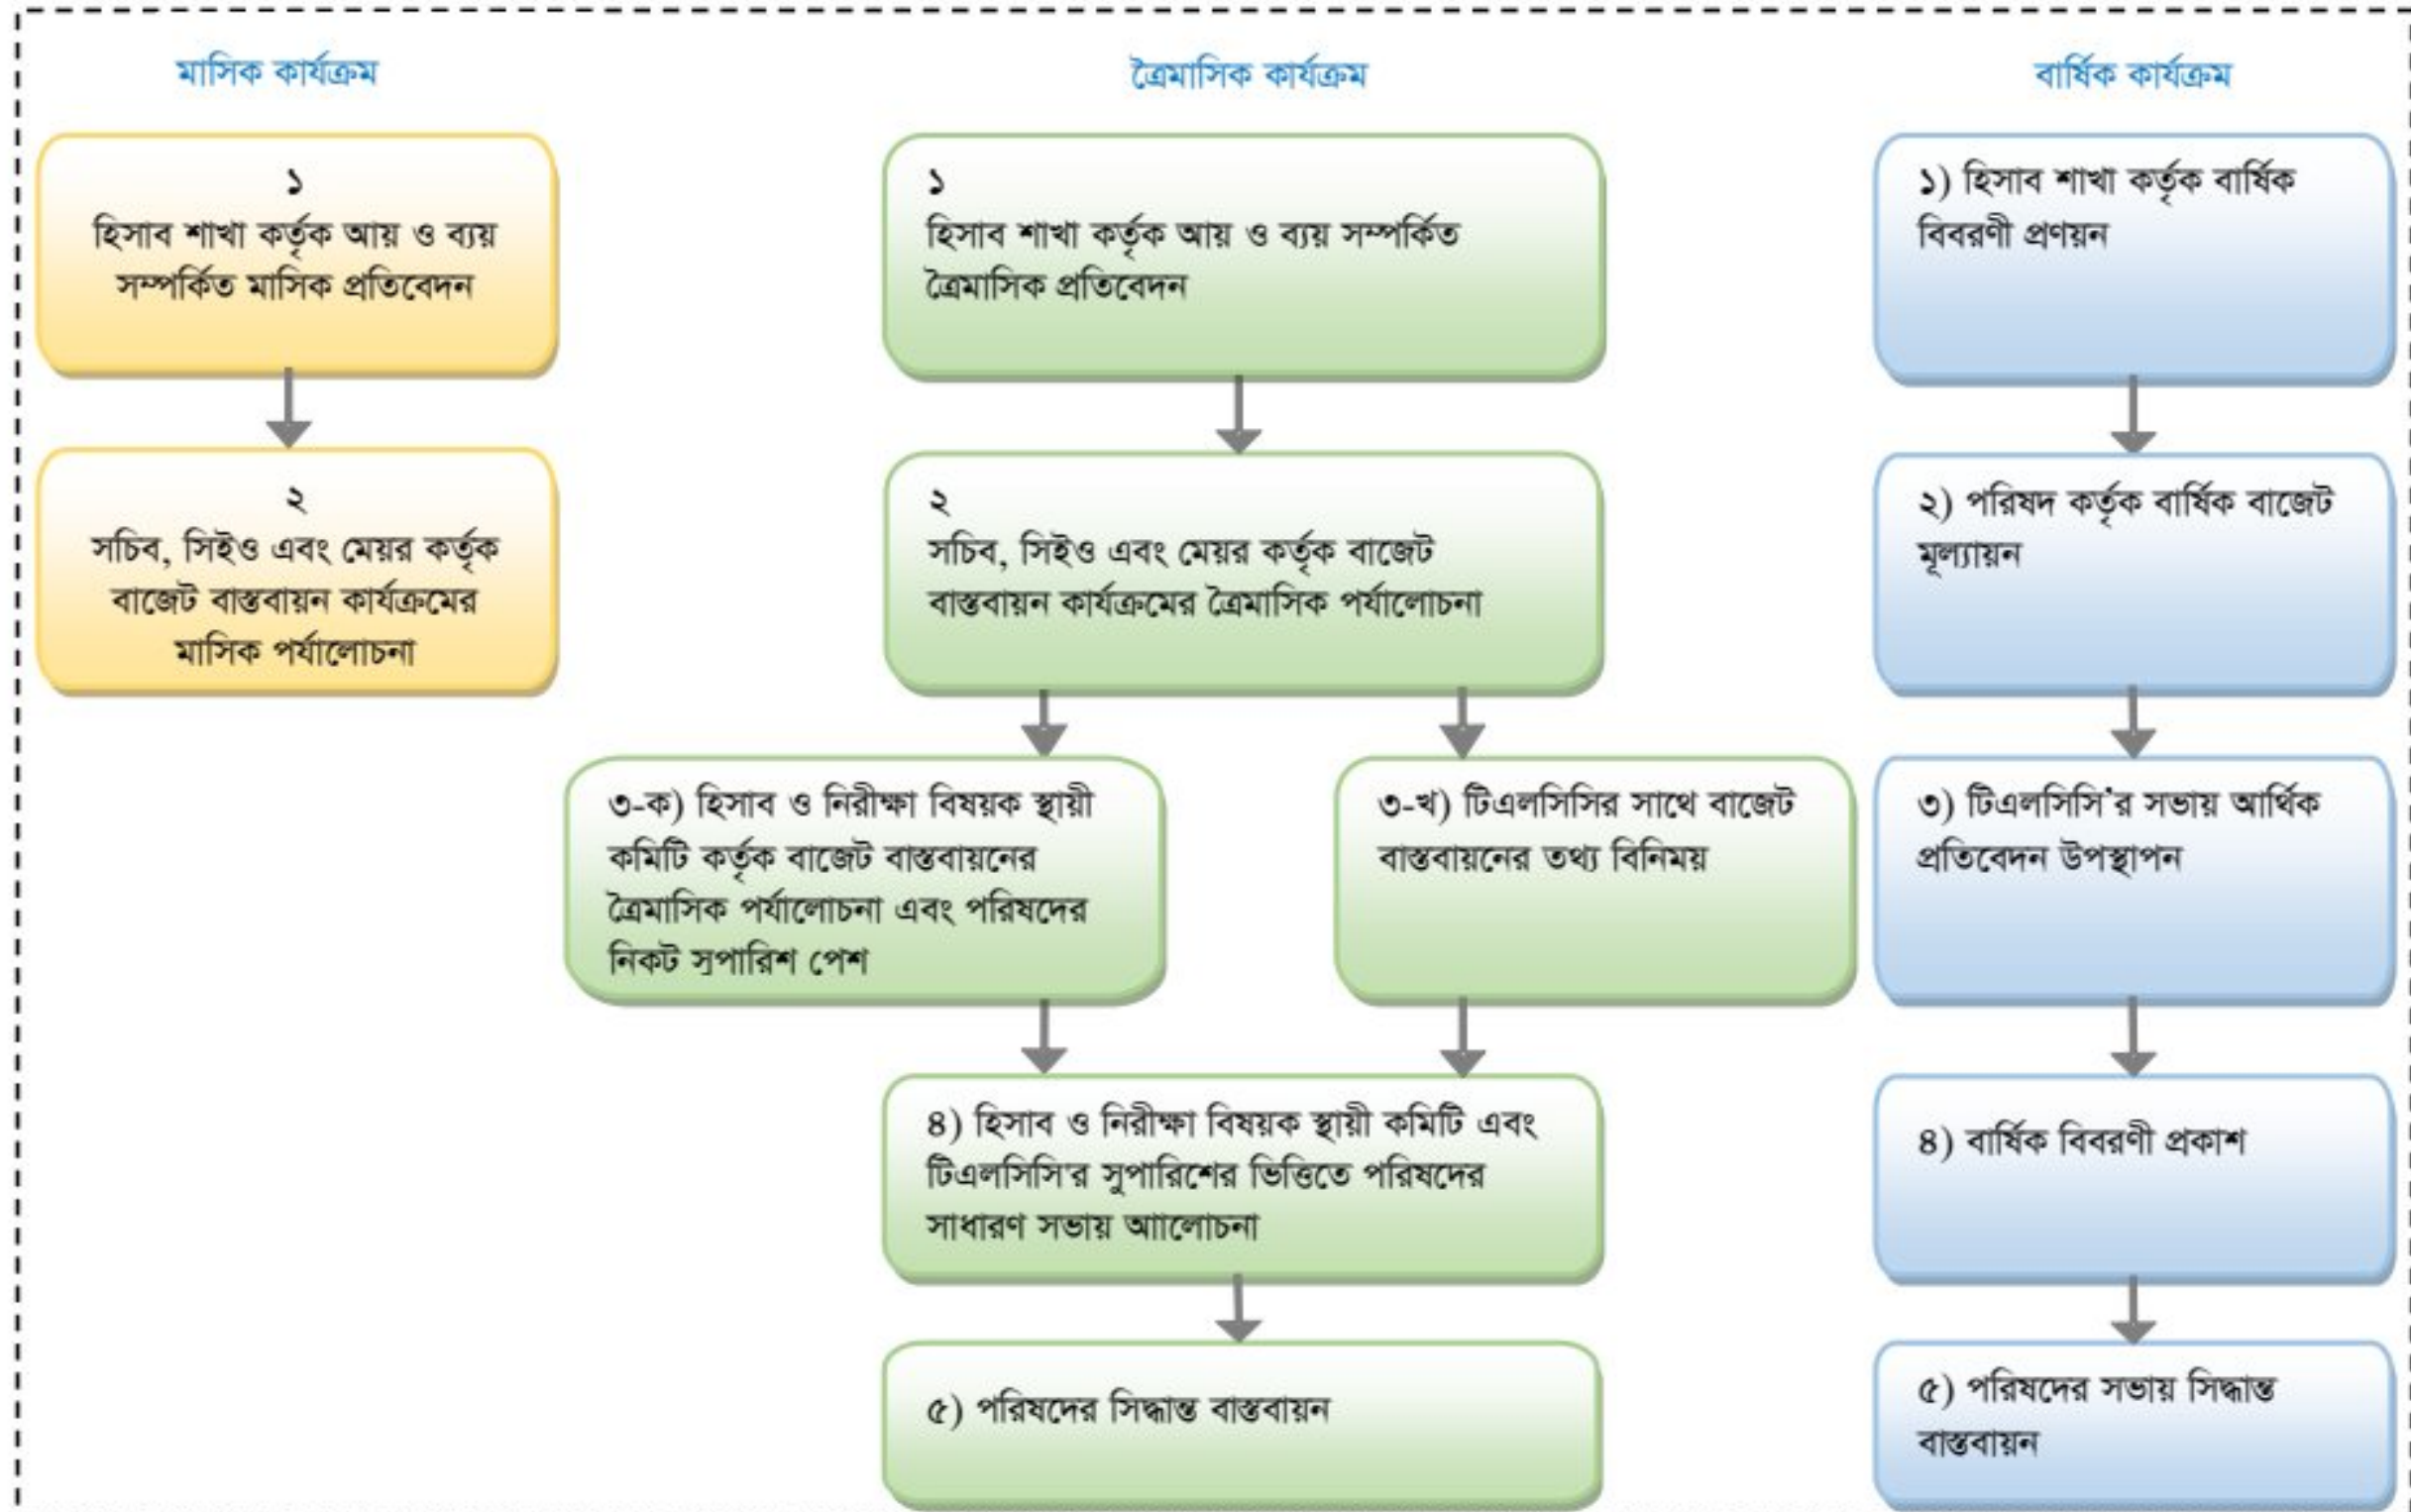 মাসিক কার্যক্রম
১
হিসাব শাখা কর্তৃক আয় ও ব্যয়
সম্পর্কিত মাসিক প্রতিবেদন
২
সচিব, সিইও এবং মেয়র কর্তৃক
বাজেট বাস্তবায়ন কার্যক্রমের
মাসিক পর্যালোচনা
ত্রৈমাসিক কার্যক্রম
১
হিসাব শাখা কর্তৃক আয় ও ব্যয় সম্পর্কিত
ত্রৈমাসিক প্রতিবেদন
২
সচিব, সিইও এবং মেয়র কর্তৃক বাজেট
বাস্তবায়ন কার্যক্রমের ত্রৈমাসিক পর্যালোচনা
৩-ক) হিসাব ও নিরীক্ষা বিষয়ক স্থায়ী
কমিটি কর্তৃক বাজেট বাস্তবায়নের
ত্রৈমাসিক পর্যালোচনা এবং পরিষদের
নিকট সুপারিশ পেশ
৩-খ) টিএলসিসির সাথে বাজেট
বাস্তবায়নের তথ্য বিনিময়
৪) হিসাব ও নিরীক্ষা বিষয়ক স্থায়ী কমিটি এবং
টিএলসিসি'র সুপারিশের ভিত্তিতে পরিষদের
সাধারণ সভায় আালোচনা
৫) পরিষদের সিদ্ধান্ত বাস্তবায়ন
বার্ষিক কার্যক্রম
১) হিসাব শাখা কর্তৃক বার্ষিক
বিবরণী প্রণয়ন
২) পরিষদ কর্তৃক বার্ষিক বাজেট
মূল্যায়ন
৩) টিএলসিসি'র সভায় আর্থিক
প্রতিবেদন উপস্থাপন
৪) বার্ষিক বিবরণী প্রকাশ
৫) পরিষদের সভায় সিদ্ধান্ত
বাস্তবায়ন